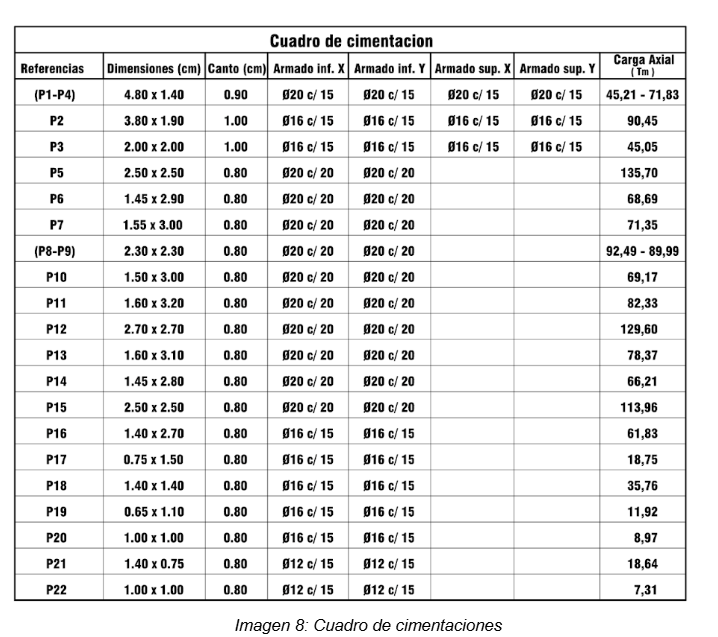 Cuadro de cimentacion
Referencias Dimensiones (cm) Canto (cm) Armado inf. X Armado inf. Y Armado sup. X Armado sup. Y Carga Axial
( Tm )
(P1-P4) 4.80 x 1.40 0.90 Ø20 c/ 15 Ø20 c/ 15 Ø20 c/ 15 Ø20 c/ 15 45,21 - 71,83
P2 3.80 x 1.90 1.00 Ø16 c/ 15 Ø16 c/ 15 Ø16 c/ 15 Ø16 c/ 15 90,45
P3 2.00 x 2.00 1.00 Ø16 c/ 15 Ø16 c/ 15 Ø16 c/ 15 Ø16 c/ 15 45,05
P5 2.50 x 2.50 0.80 Ø20 c/ 20 Ø20 c/ 20 135,70
P6 1.45 x 2.90 0.80 Ø20 c/ 20 Ø20 c/ 20 68,69
P7 1.55 x 3.00 0.80 Ø20 c/ 20 Ø20 c/ 20 71,35
(P8-P9) 2.30 x 2.30 0.80 Ø20 c/ 20 Ø20 c/ 20 92,49 - 89,99
P10 1.50 x 3.00 0.80 Ø20 c/ 20 Ø20 c/ 20 69,17
P11 1.60 x 3.20 0.80 Ø20 c/ 20 Ø20 c/ 20 82,33
P12 2.70 x 2.70 0.80 Ø20 c/ 20 Ø20 c/ 20 129,60
P13 1.60 x 3.10 0.80 Ø20 c/ 20 Ø20 c/ 20 78,37
P14 1.45 x 2.80 0.80 Ø20 c/ 20 Ø20 c/ 20 66,21
P15 2.50 x 2.50 0.80 Ø20 c/ 20 Ø20 c/ 20 113,96
P16 1.40 x 2.70 0.80 Ø16 c/ 15 Ø16 c/ 15 61,83
P17 0.75 x 1.50 0.80 Ø16 c/ 15 Ø16 c/ 15 18,75
P18 1.40 x 1.40 0.80 Ø16 c/ 15 Ø16 c/ 15 35,76
P19 0.65 x 1.10 0.80 Ø16 c/ 15 Ø16 c/ 15 11,92
P20 1.00 x 1.00 0.80 Ø16 c/ 15 Ø16 c/ 15 8,97
P21 1.40 x 0.75 0.80 Ø12 c/ 15 Ø12 c/ 15 18,64
P22 1.00 x 1.00 0.80 Ø12 c/ 15 Ø12 c/ 15 7,31
Imagen 8: Cuadro de cimentaciones